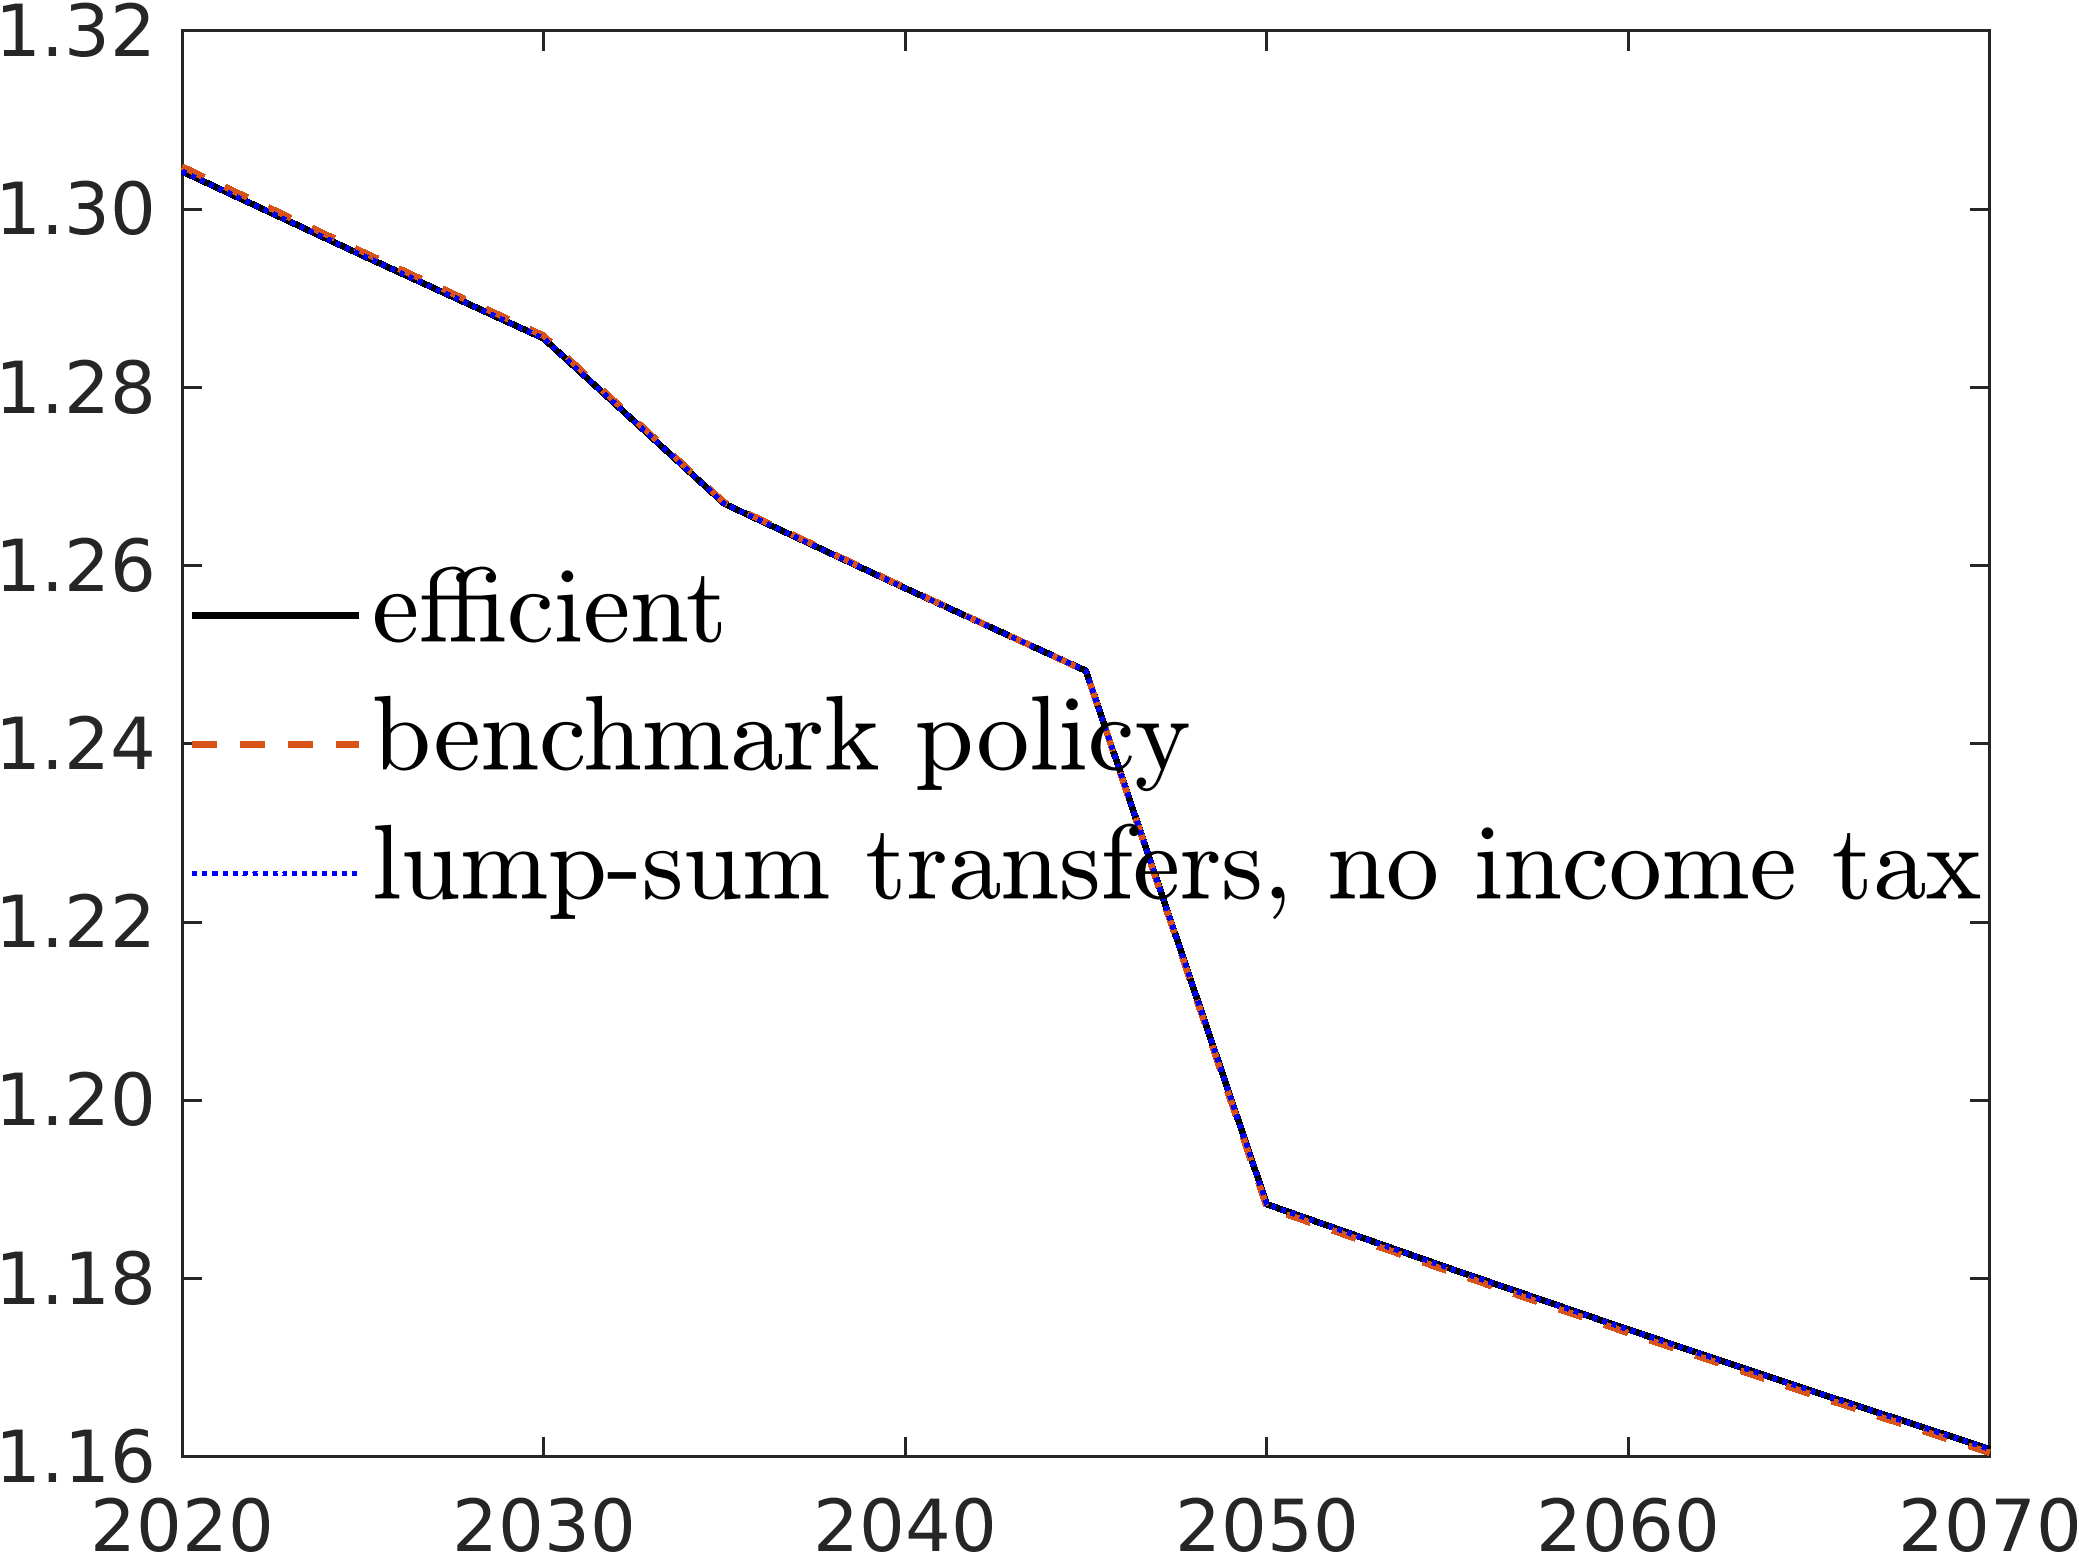 1.32
1.30
1.28
1.26
efficient
1.24
benchmark policy
lump-sum transfers, no income tax
1.22
1.20
1.18
1.16
2020 2030 2040 2050 2060 2070